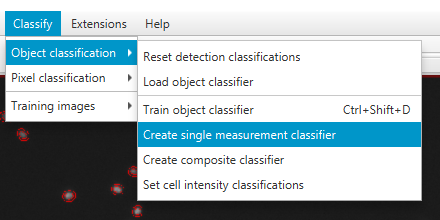 Classify Extensions Help
Object classification
Pixel classification
Training images
Reset detection classifications
Load object classifier
Train object classifier Ctrl+Shift+D
Create single measurement classifier
Create composite classifier
Set cell intensity classifications